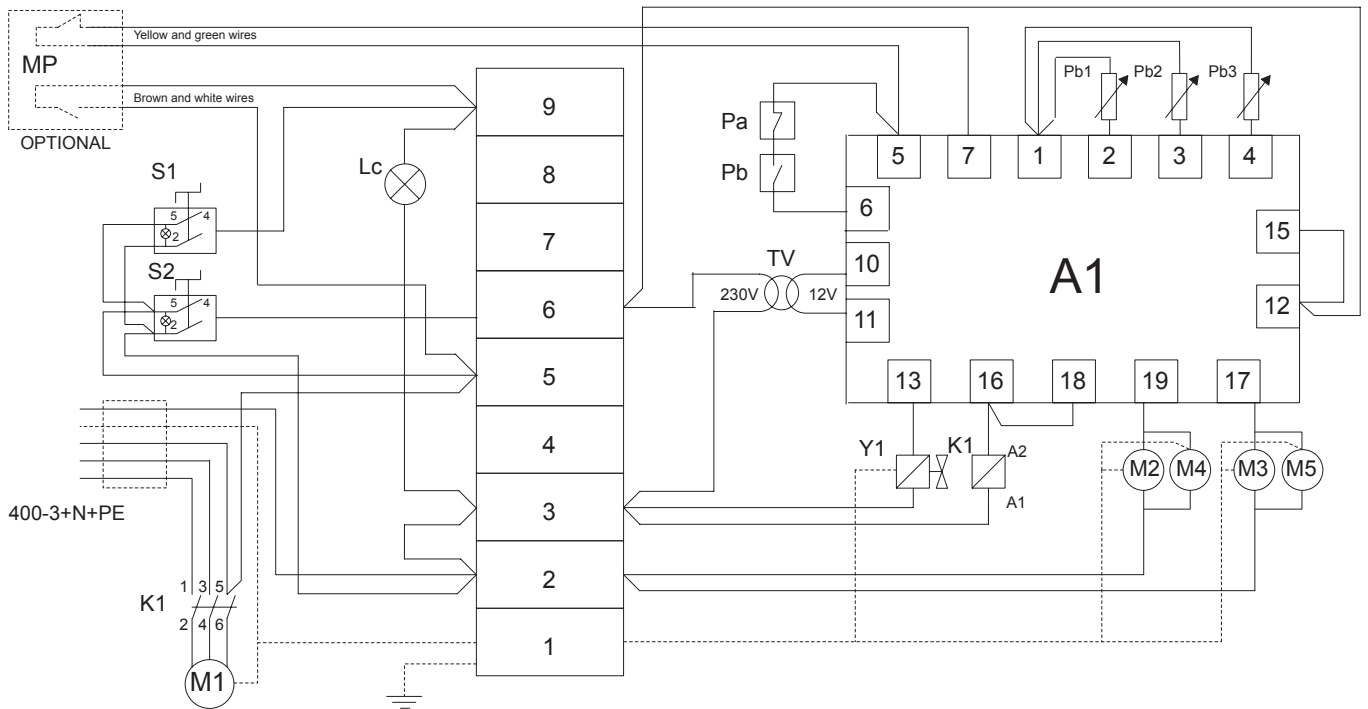 Yellow and green wires
MP
Brown and white wires
OPTIONAL
S1
5 4
2
S2
5 4
2
400-3+N+PE
1 3 5
K1
2 4 6
M1
Lc
9
8
7
6
5
4
3
2
1
Pa
Pb
TV
230V 12V
Pb1 Pb2 Pb3
5 7 1 2 3 4
6
10
11
A1
15
12
13 16 18 19 17
Y1
K1
A2
A1
M2 M4 M3 M5